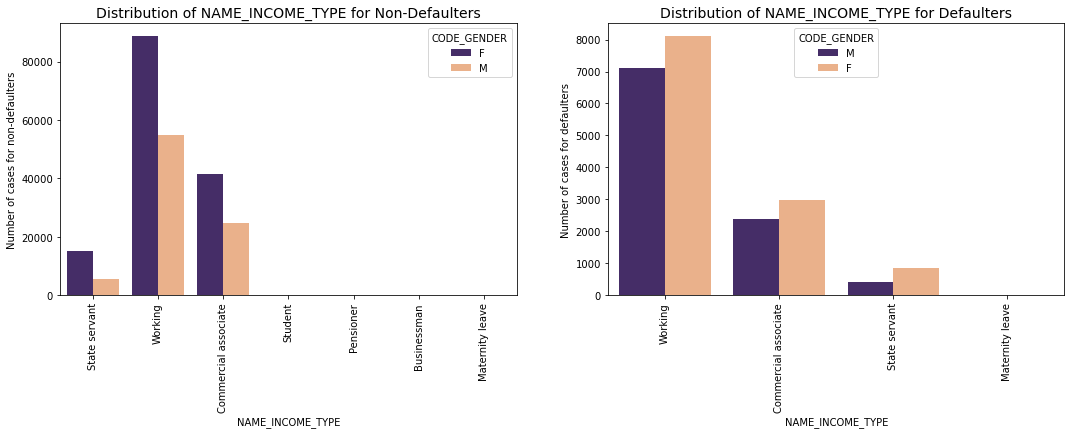 Distribution of NAME_INCOME_TYPE for Non-Defaulters
Number of cases for non-defaulters
80000
60000
40000
20000
0
CODE_GENDER
F
M
State servant
Working
Commercial associate
Student
Pensioner
Businessman
Maternity leave
NAME_INCOME_TYPE
Distribution of NAME_INCOME_TYPE for Defaulters
Number of cases for defaulters
8000
7000
6000
5000
4000
3000
2000
1000
0
CODE_GENDER
M
F
Working
Commercial associate
State servant
Maternity leave
NAME_INCOME_TYPE